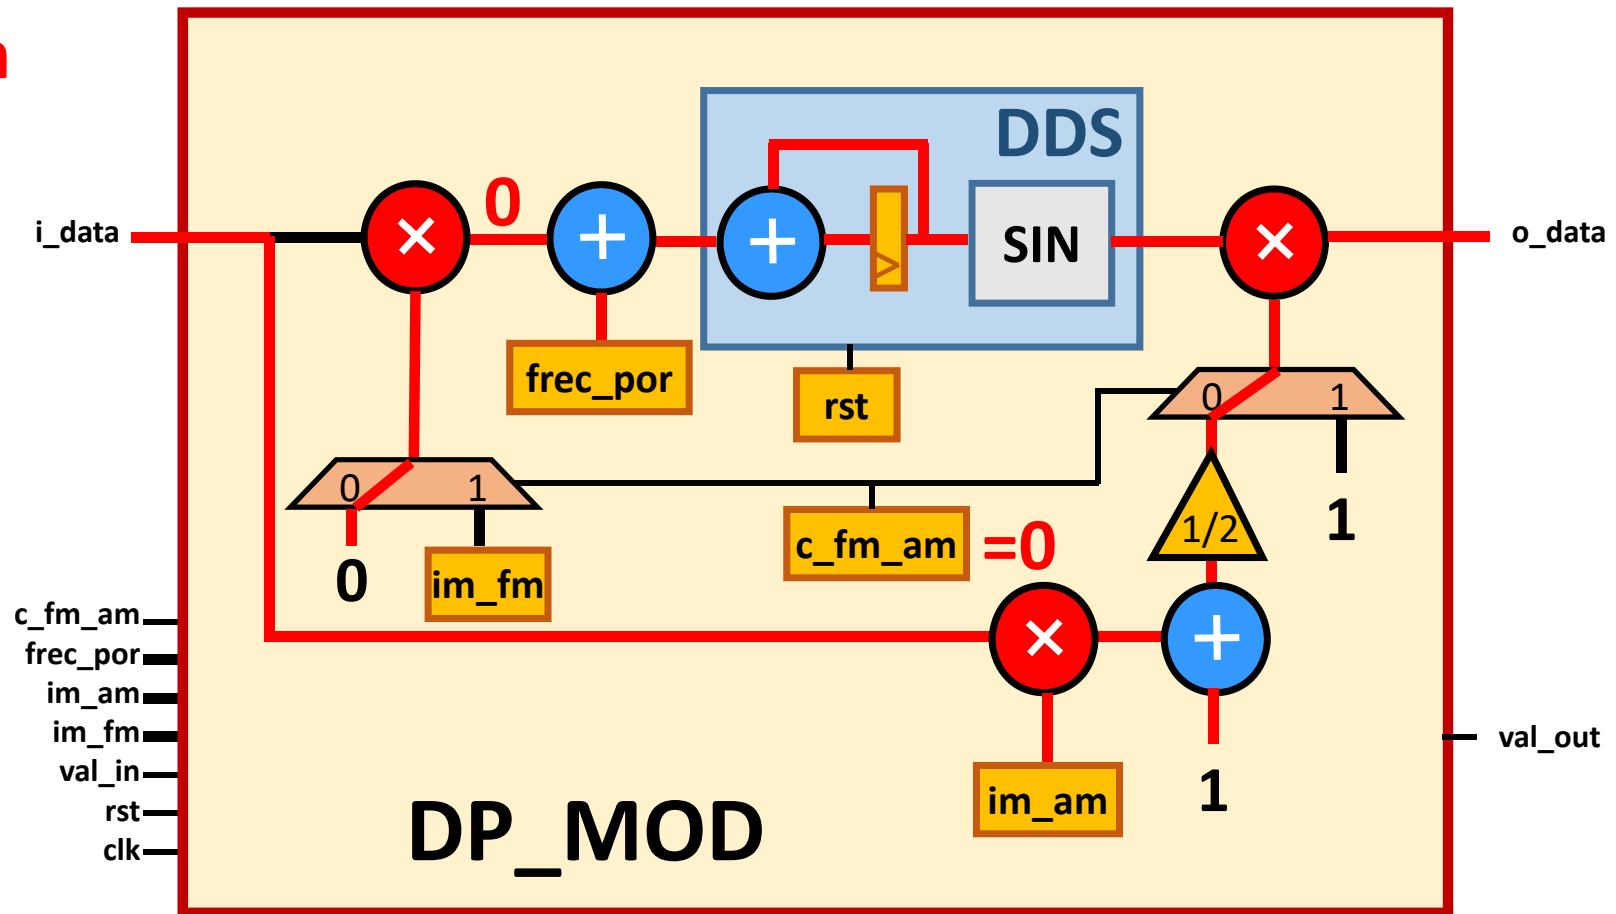 DDS
i_data
×
0
+
+
>
SIN
×
o_data
frec_por
rst
0 1
0 1
c_fm_am =0
1/2
1
0
im_fm
×
+
c_fm_am
frec_por
im_am
im_fm
val_in
rst
clk
im_am
1
val_out
DP_MOD